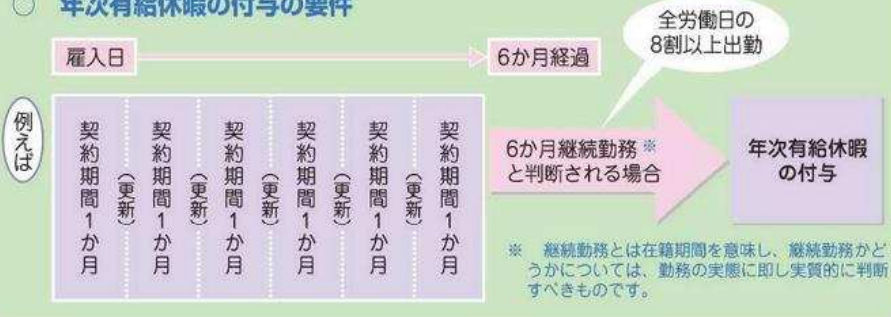 ○ 年次有給休暇の付与の要件
全労働日の
8割以上出勤
雇入日
6か月経過
例えば
契約期間1か月
(更新)
契約期間1か月
(更新)
契約期間1か月
(更新)
契約期間1か月
(更新)
契約期間1か月
(更新)
契約期間1か月
6か月継続勤務※
と判断される場合
年次有給休暇
の付与
※ 継続勤務とは在籍期間を意味し、継続勤務かど
うかについては、勤務の実態に即し実質的に判断
すべきものです。